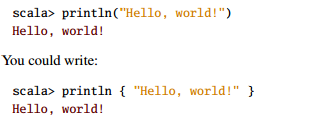 scala> println("Hello, world!")
Hello, world!
You could write:
scala> println { "Hello, world!" }
Hello, world!